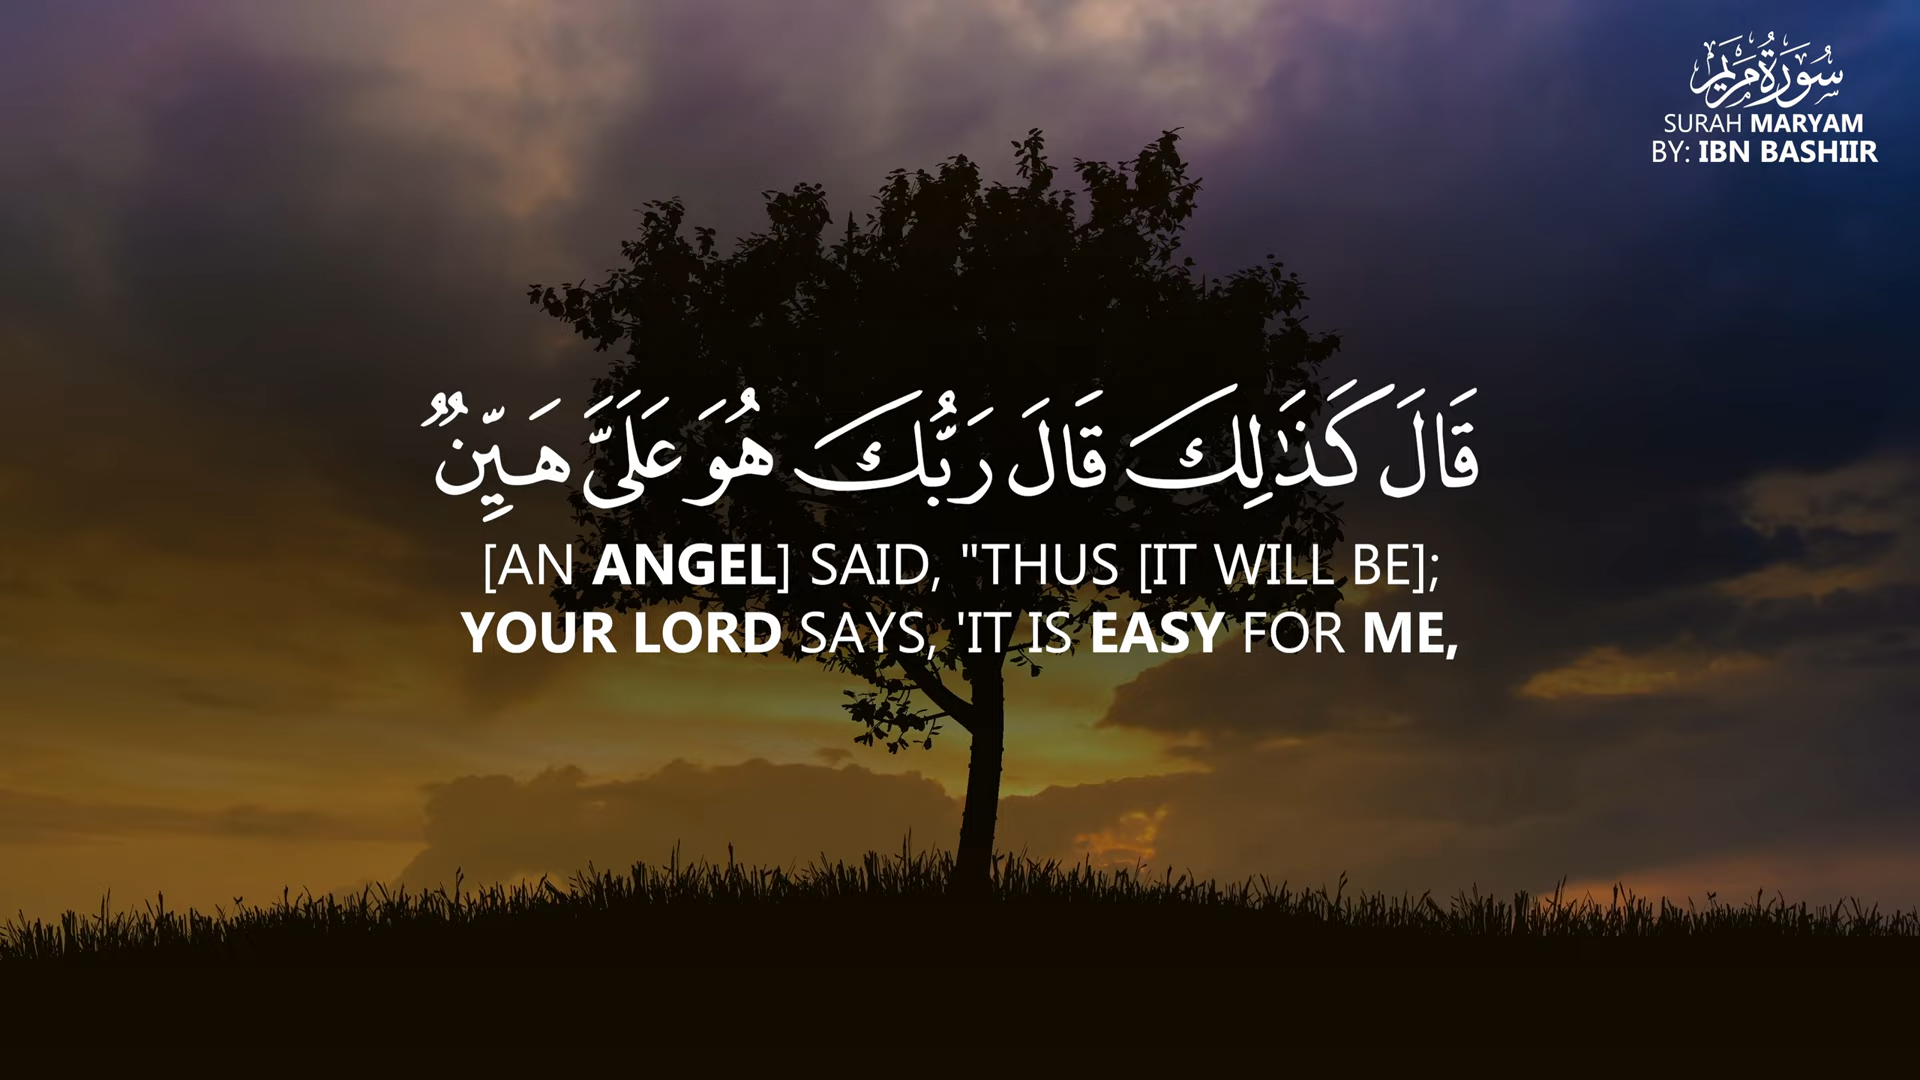 سُورَةُ مَرْيَم
SURAH MARYAM
BY: IBN BASHIIR
قَالَ كَذَٰلِكَ قَالَ رَبُّكَ هُوَ عَلَىَّ هَيِّنٌ
[AN ANGEL] SAID, "THUS [IT WILL BE];
YOUR LORD SAYS, 'IT IS EASY FOR ME,